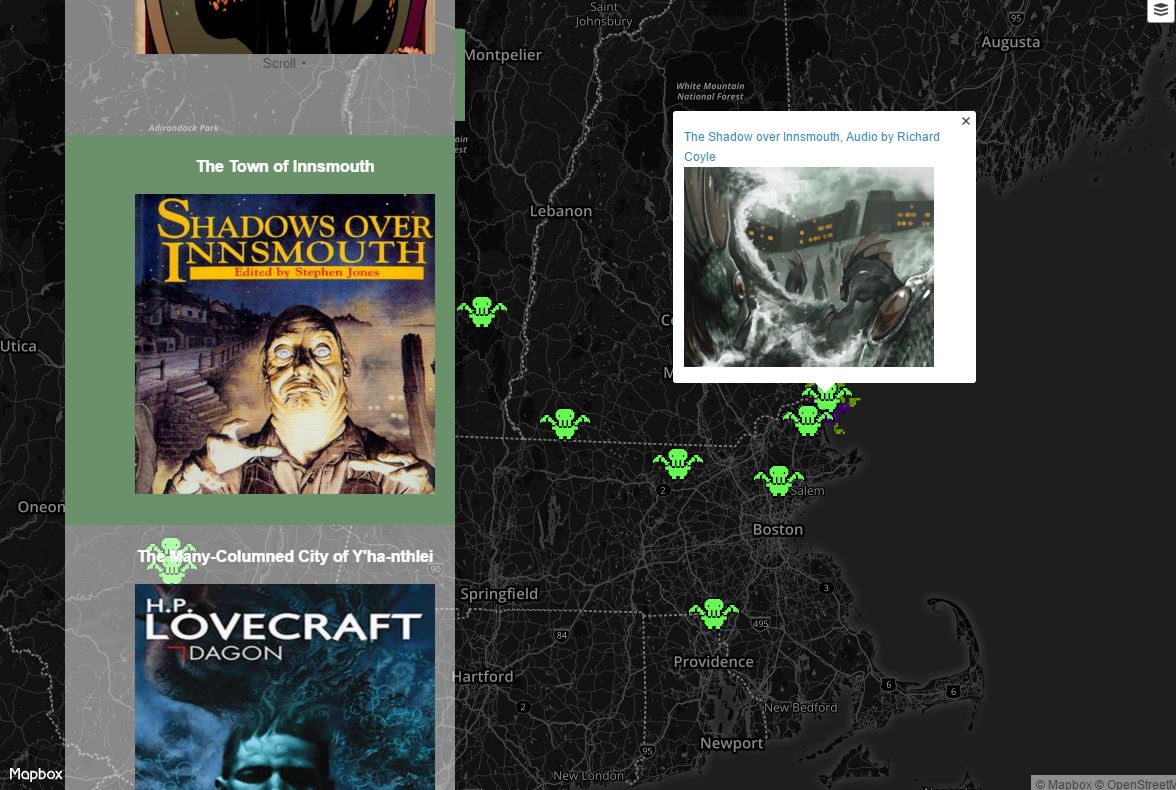 Saint
Johnsbury
95
Montpelier
Augusta
Scroll
White Mountain
National Forest
Adirondack Park
The Town of Innsmouth
SHADOWS OVER
INNSMOUTH
Edited by Stephen Jones
The Shadow over Innsmouth, Audio by Richard
Coyle
Lebanon
Utica
2
Salem
Oneon
Boston
The Many-Columned City of Y'ha-nthlei
90
H.P.
LOVECRAFT
DAGON
Springfield
3
84
495
Providence
Hartford
6
6
2
New Bedford
Newport
95
New London
Mapbox
© Mapbox © OpenStreetM